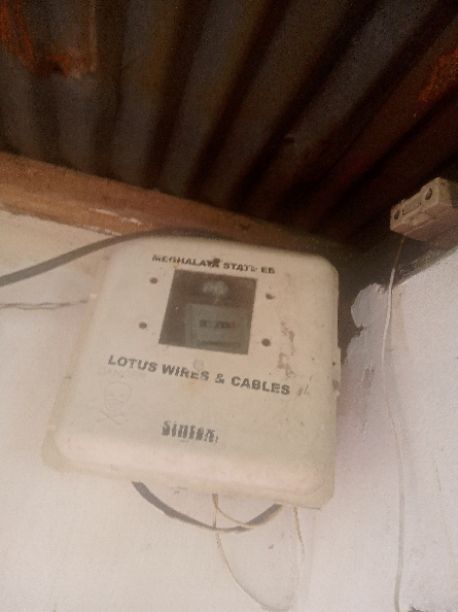 MEGHALAYA STATE EB
LOTUS WIRES & CABLES
Sintex